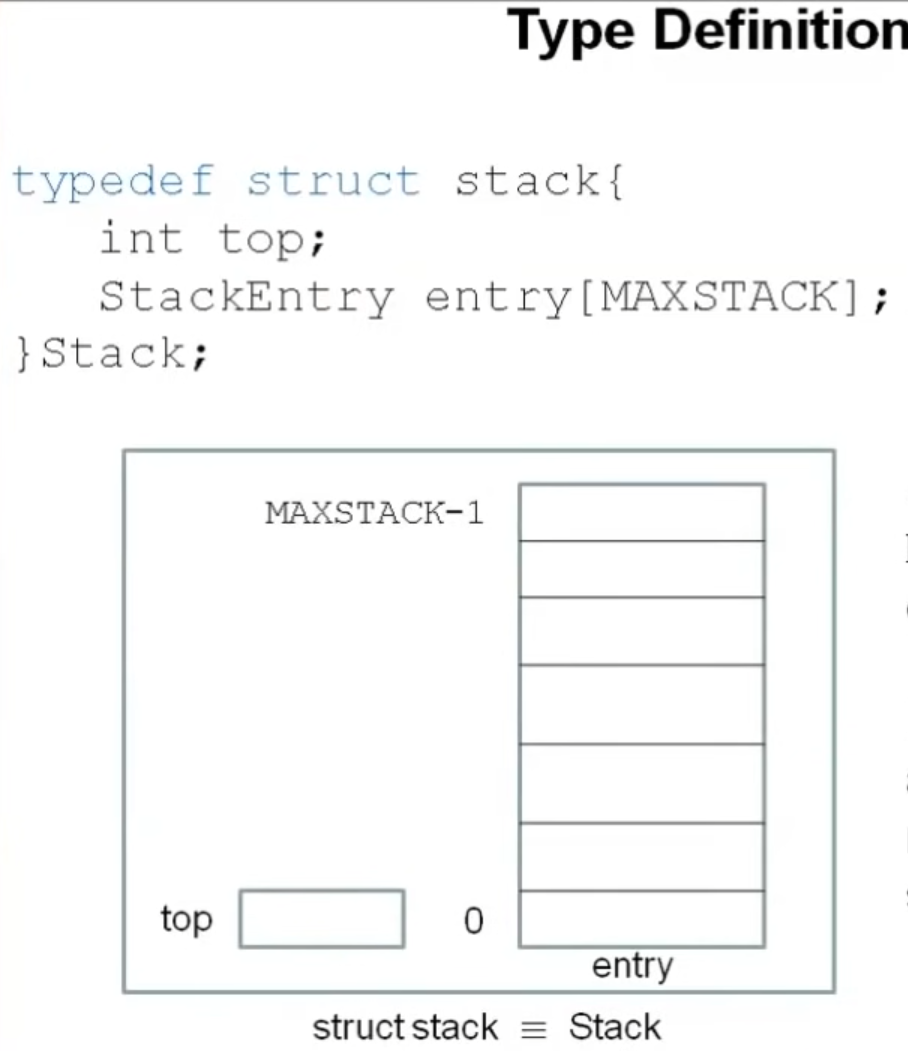 Type Definition
typedef struct stack{
int top;
StackEntry entry[MAXSTACK];
}Stack;
MAXSTACK-1
top
0
entry
struct stack ≡ Stack